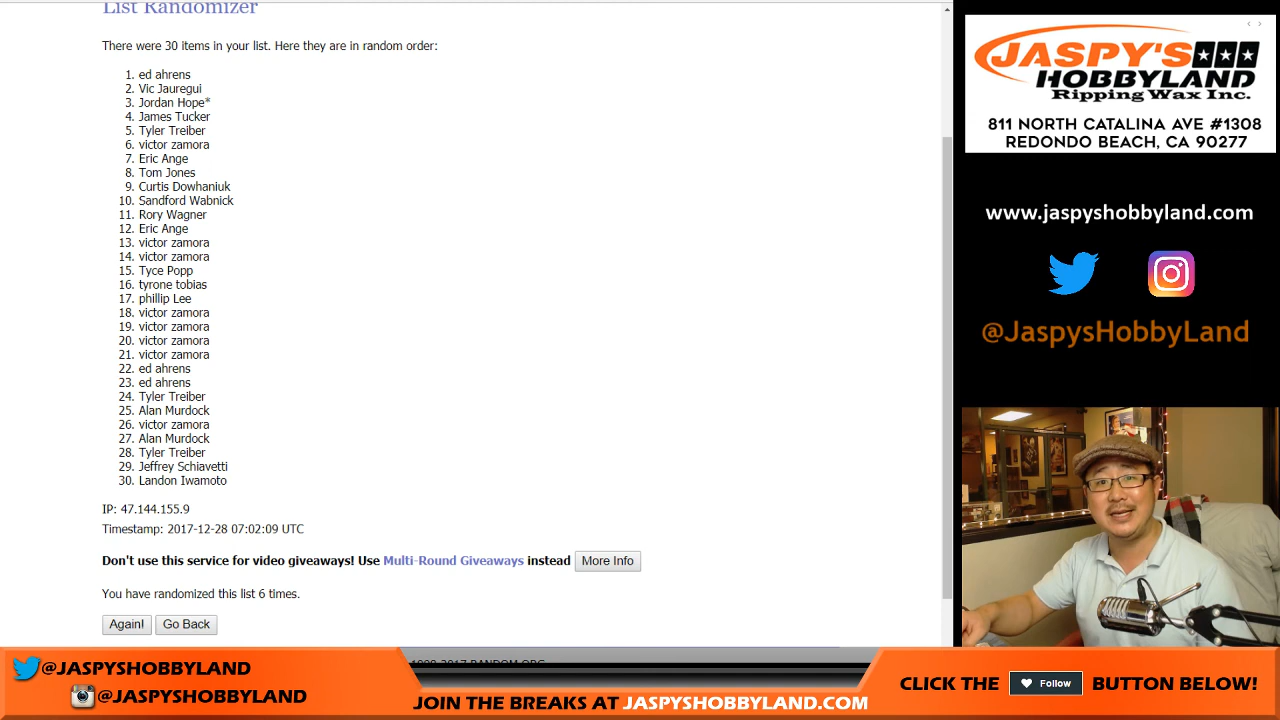 List Randomizer
There were 30 items in your list. Here they are in random order:
1. ed ahrens
2. Vic Jauregui
3. Jordan Hope*
4. James Tucker
5. Tyler Treiber
6. victor zamora
7. Eric Ange
8. Tom Jones
9. Curtis Dowhaniuk
10. Sandford Wabnick
11. Rory Wagner
12. Eric Ange
13. victor zamora
14. victor zamora
15. Tyce Popp
16. tyrone tobias
17. phillip Lee
18. victor zamora
19. victor zamora
20. victor zamora
21. victor zamora
22. ed ahrens
23. ed ahrens
24. Tyler Treiber
25. Alan Murdock
26. victor zamora
27. Alan Murdock
28. Tyler Treiber
29. Jeffrey Schiavetti
30. Landon Iwamoto
IP: 47.144.155.9
Timestamp: 2017-12-28 07:02:09 UTC
Don't use this service for video giveaways! Use Multi-Round Giveaways instead More Info
You have randomized this list 6 times.
Again! Go Back
JASPY'S
HOBBYLAND
Ripping Wax Inc.
811 NORTH CATALINA AVE #1308
REDONDO BEACH, CA 90277
www.jaspyshobbyland.com
@JaspysHobbyLand
@JASPYSHOBBYLAND
@JASPYSHOBBYLAND
JOIN THE BREAKS AT JASPYSHOBBYLAND.COM
CLICK THE Follow BUTTON BELOW!